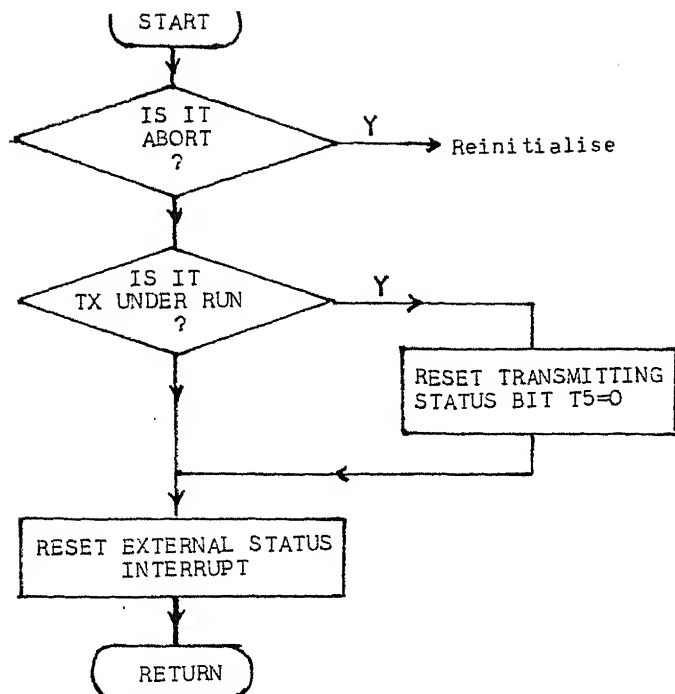 START
IS IT
ABORT
?
Y
Reinitialise
IS IT
TX UNDER RUN
?
Y
RESET TRANSMITTING
STATUS BIT T5=0
RESET EXTERNAL STATUS
INTERRUPT
RETURN